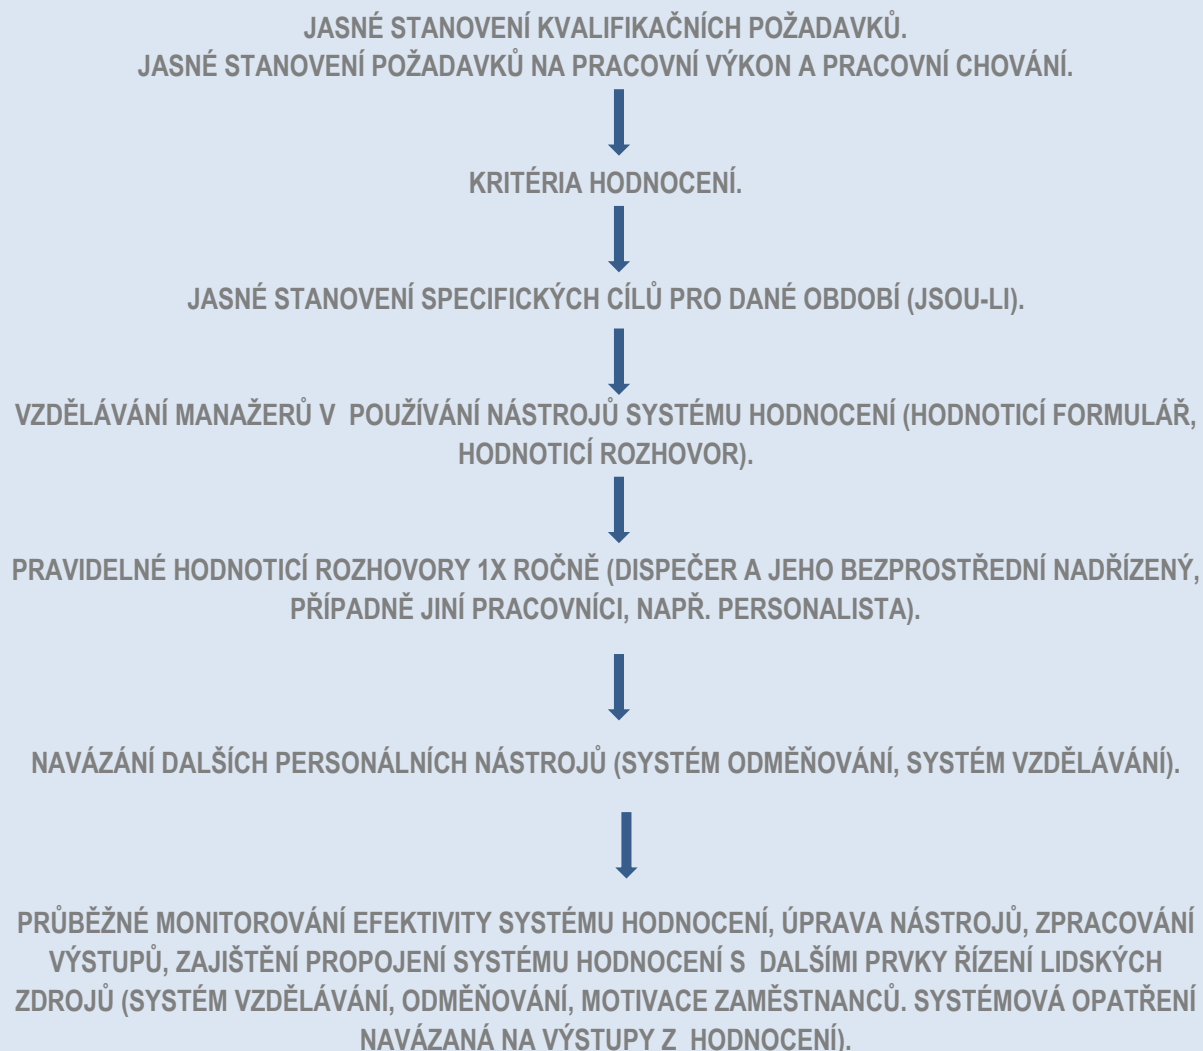 JASNÉ STANOVENÍ KVALIFIKAČNÍCH POŽADAVKŮ.
JASNÉ STANOVENÍ POŽADAVKŮ NA PRACOVNÍ VÝKON A PRACOVNÍ CHOVÁNÍ.
KRITÉRIA HODNOCENÍ.
JASNÉ STANOVENÍ SPECIFICKÝCH CÍLŮ PRO DANÉ OBDOBÍ (JSOU-LI).
VZDĚLÁVÁNÍ MANAŽERŮ V POUŽÍVÁNÍ NÁSTROJŮ SYSTÉMU HODNOCENÍ (HODNOTICÍ FORMULÁŘ,
HODNOTICÍ ROZHOVOR).
PRAVIDELNÉ HODNOTICÍ ROZHOVORY 1X ROČNĚ (DISPEČER A JEHO BEZPROSTŘEDNÍ NADŘÍZENÝ,
PŘÍPADNĚ JINÍ PRACOVNÍCI, NAPŘ. PERSONALISTA).
NAVÁZÁNÍ DALŠÍCH PERSONÁLNÍCH NÁSTROJŮ (SYSTÉM ODMĚŇOVÁNÍ, SYSTÉM VZDĚLÁVÁNÍ).
PRŮBĚŽNÉ MONITOROVÁNÍ EFEKTIVITY SYSTÉMU HODNOCENÍ, ÚPRAVA NÁSTROJŮ, ZPRACOVÁNÍ
VÝSTUPŮ, ZAJIŠTĚNÍ PROPOJENÍ SYSTÉMU HODNOCENÍ S DALŠÍMI PRVKY ŘÍZENÍ LIDSKÝCH
ZDROJŮ (SYSTÉM VZDĚLÁVÁNÍ, ODMĚŇOVÁNÍ, MOTIVACE ZAMĚSTNANCŮ. SYSTÉMOVÁ OPATŘENÍ
NAVÁZANÁ NA VÝSTUPY Z HODNOCENÍ).